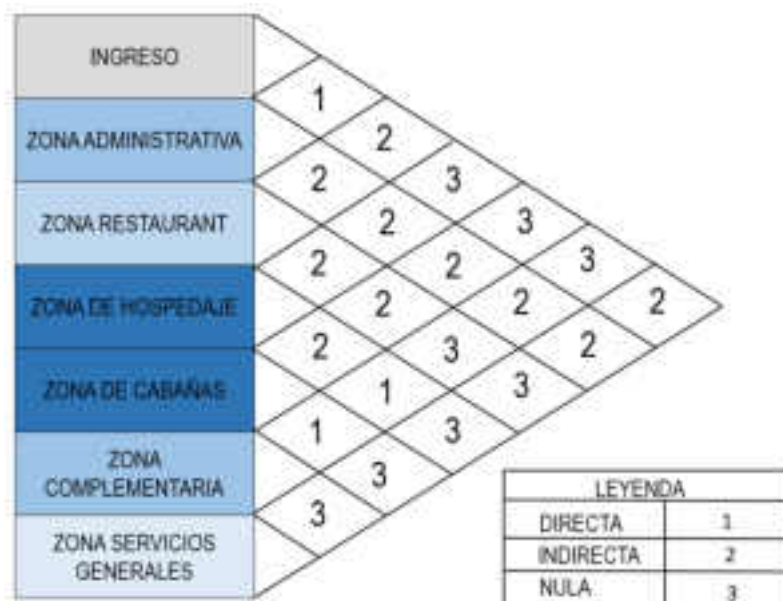 INGRESO
1
ZONA ADMINISTRATIVA
2
2
3
ZONA RESTAURANT
2
3
2
3
ZONA DE HOSPEDAJE
2
2
2
2
2
3
2
ZONA DE CABAÑAS
1
3
1
3
ZONA
COMPLEMENTARIA
3
3
ZONA SERVICIOS
GENERALES
LEYENDA
DIRECTA 1
INDIRECTA 2
NULA 3